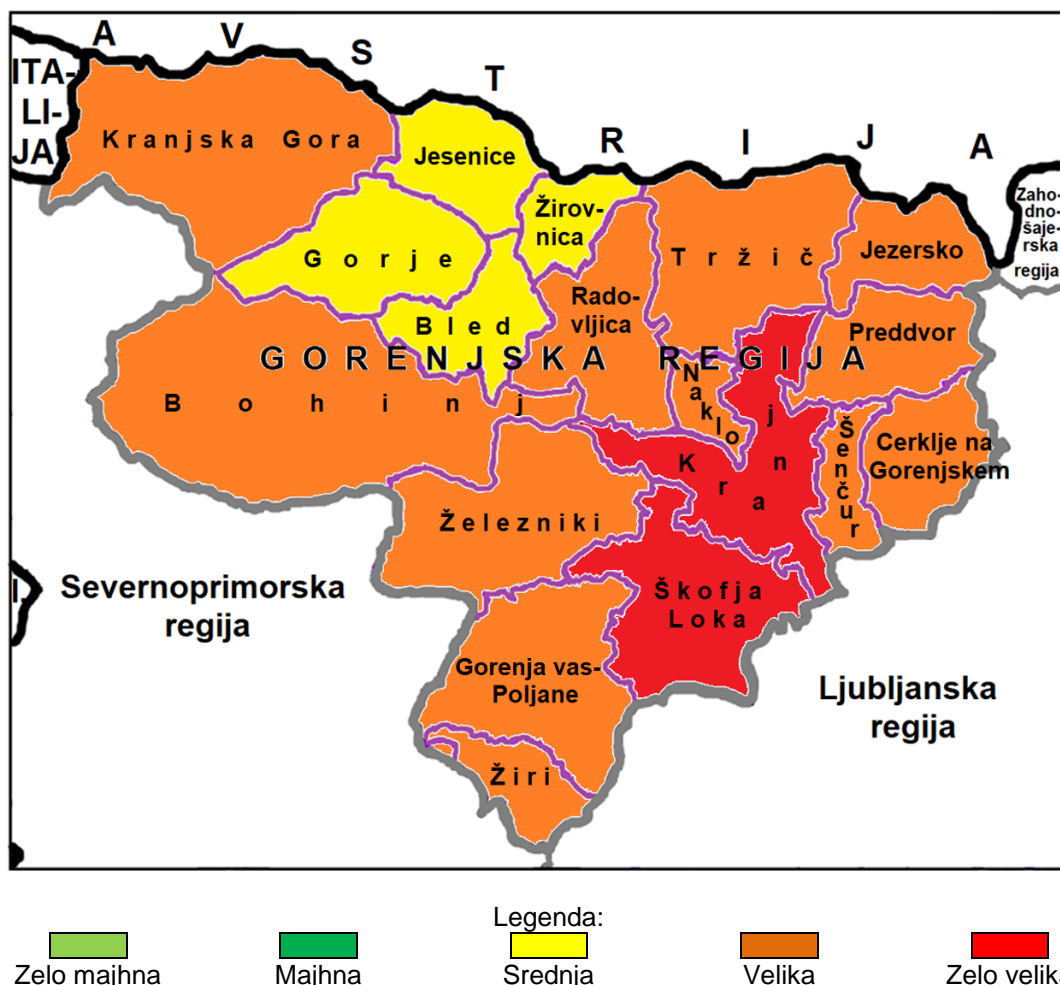 A V S T R I J A
ITA-
LI-
JA
Kranjska Gora
Jesenice
Žirov-
nica
Gorje
Tržič
Jezersko
Zaho-
dno-
šaje-
rska
regija
Bled
Rado-
vljica
Preddvor
GORENJSKA REGIJA
Bohinj
Naklo
Kranj
Šenčur
Cerklje na
Gorenjskem
Železniki
Škofja
Loka
I
Severnoprimorska
regija
Gorenja vas-
Poljane
Ljubljanska
regija
Žiri
Legenda:
Zelo majhna Majhna Srednja Velika Zelo velika